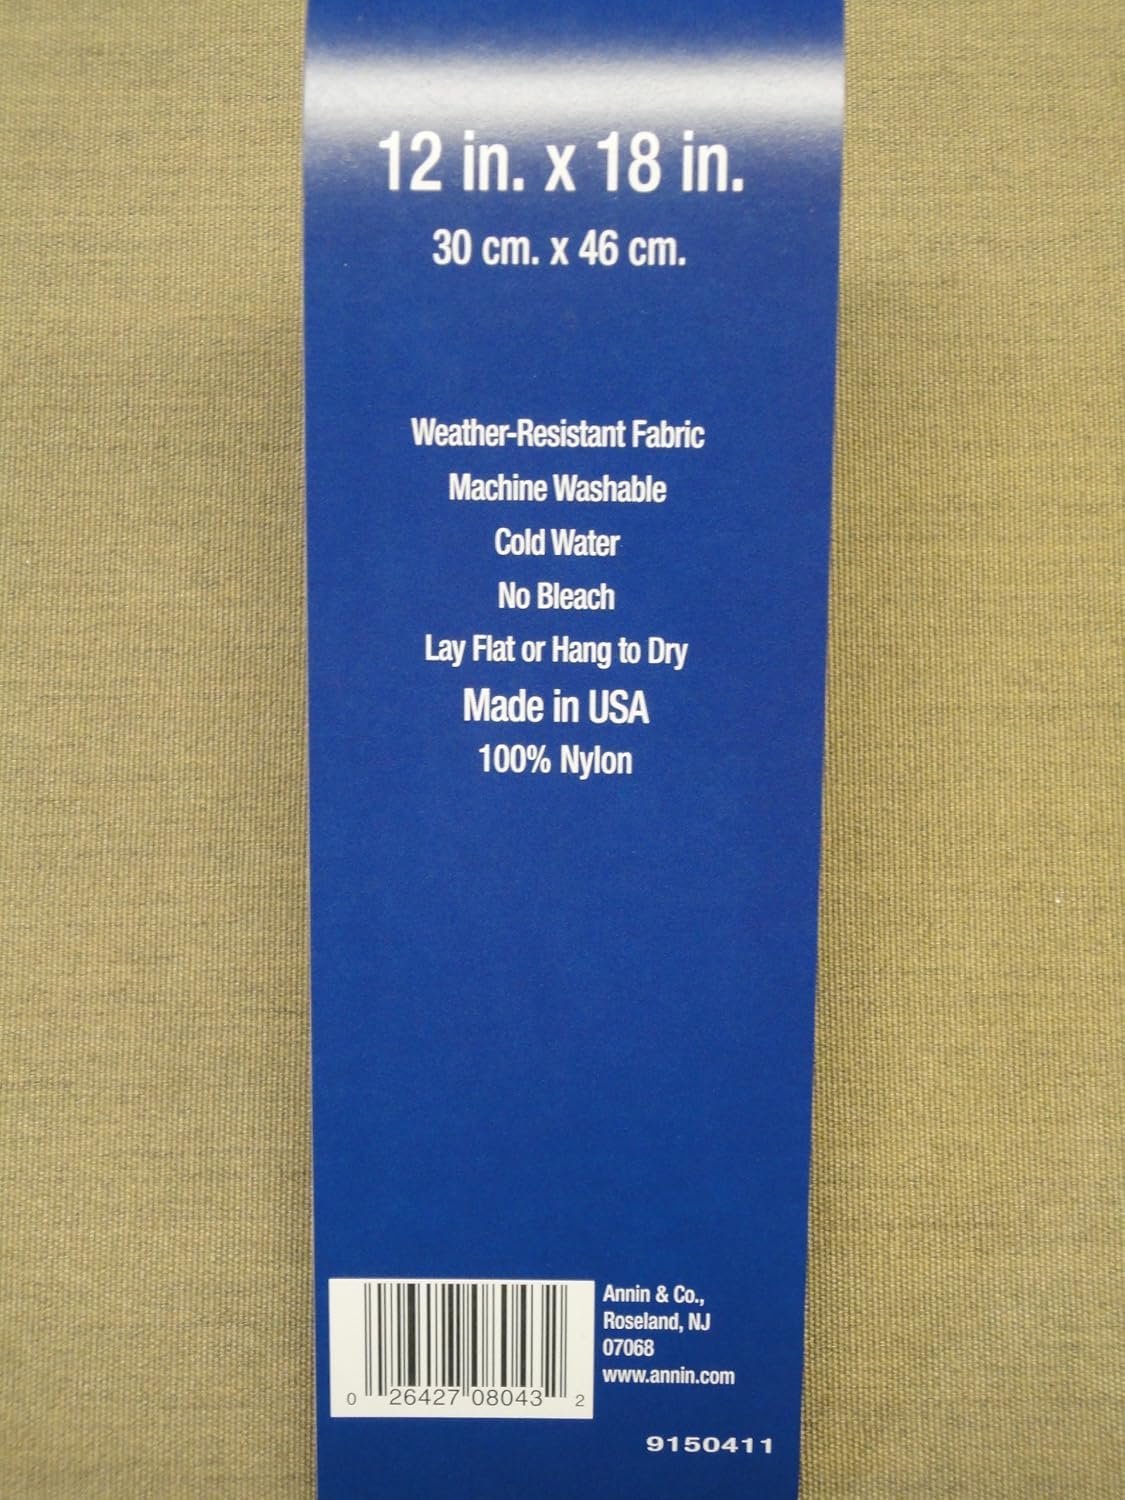 12 in. x 18 in.
30 cm. x 46 cm.
Weather-Resistant Fabric
Machine Washable
Cold Water
No Bleach
Lay Flat or Hang to Dry
Made in USA
100% Nylon
Annin & Co.,
Roseland, NJ
07068
www.annin.com
0 26427 08043 2
9150411